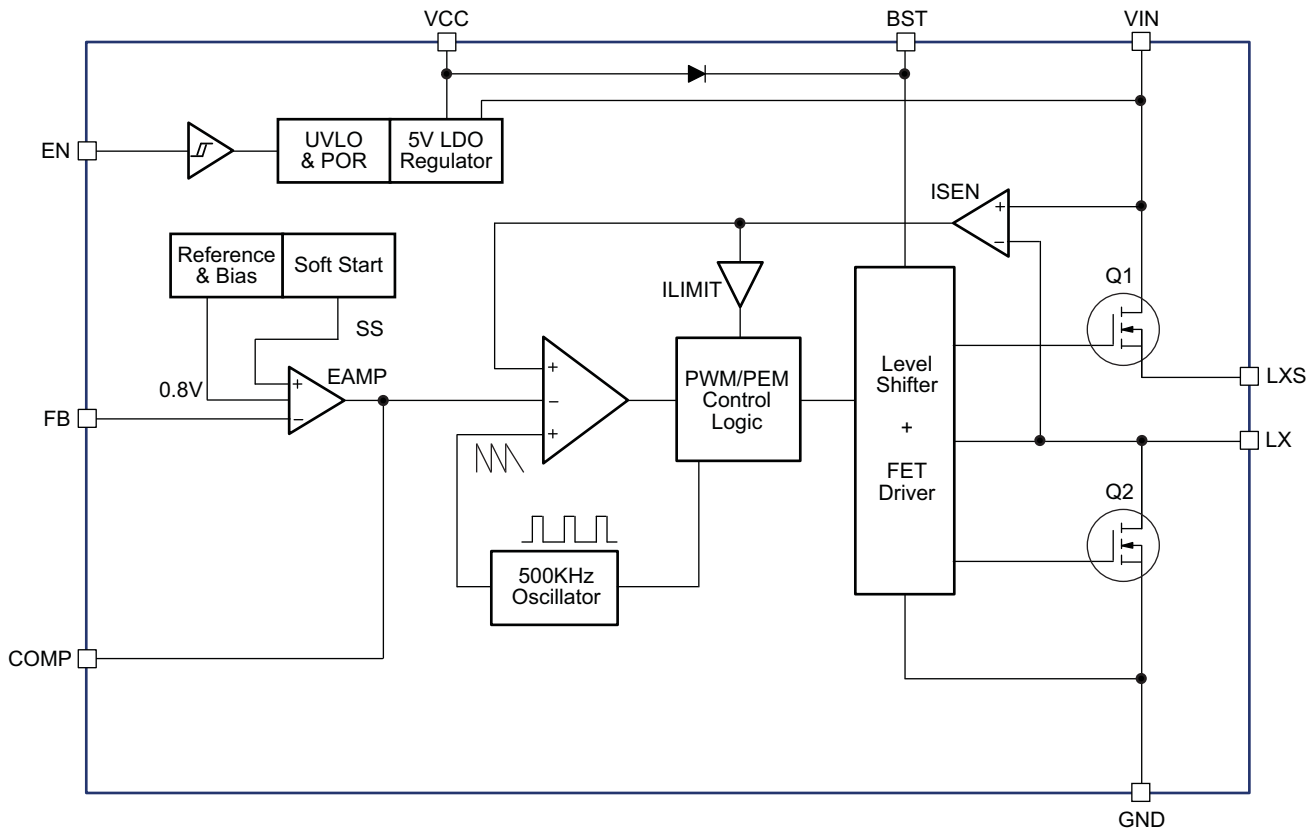 VCC
BST
VIN
EN
UVLO
& POR
5V LDO
Regulator
ISEN
+
−
Reference
& Bias
Soft Start
Q1
ILIMIT
SS
+
EAMP
−
0.8V
+
−
+
PWM/PEM
Control
Logic
Level
Shifter
+
FET
Driver
LXS
FB
LX
Q2
500KHz
Oscillator
COMP
GND